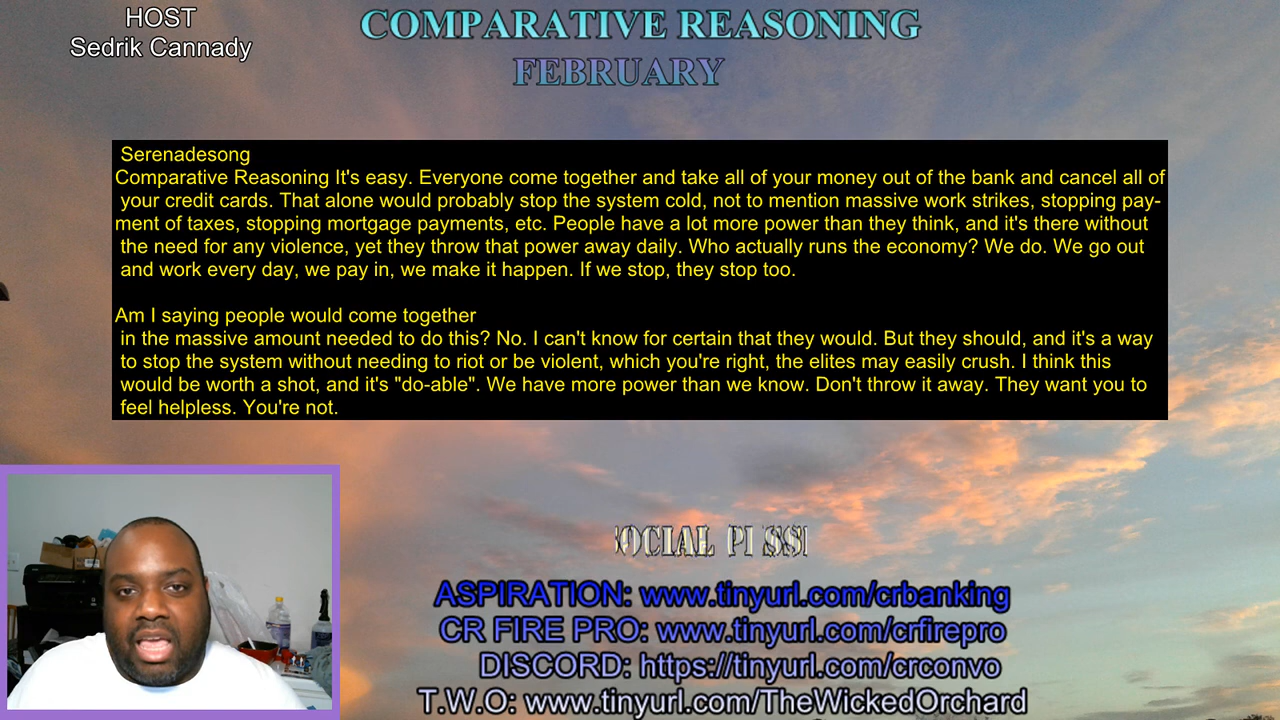 HOST
Sedrik Cannady
COMPARATIVE REASONING
FEBRUARY
Serenadesong
Comparative Reasoning It's easy. Everyone come together and take all of your money out of the bank and cancel all of
your credit cards. That alone would probably stop the system cold, not to mention massive work strikes, stopping pay-
ment of taxes, stopping mortgage payments, etc. People have a lot more power than they think, and it's there without
the need for any violence, yet they throw that power away daily. Who actually runs the economy? We do. We go out
and work every day, we pay in, we make it happen. If we stop, they stop too.
Am I saying people would come together
in the massive amount needed to do this? No. I can't know for certain that they would. But they should, and it's a way
to stop the system without needing to riot or be violent, which you're right, the elites may easily crush. I think this
would be worth a shot, and it's "do-able". We have more power than we know. Don't throw it away. They want you to
feel helpless. You're not.
ASPIRATION: www.tinyurl.com/crbanking
CR FIRE PRO: www.tinyurl.com/crfirepro
DISCORD: https://tinyurl.com/crconvo
T.W.O: www.tinyurl.com/TheWickedOrchard